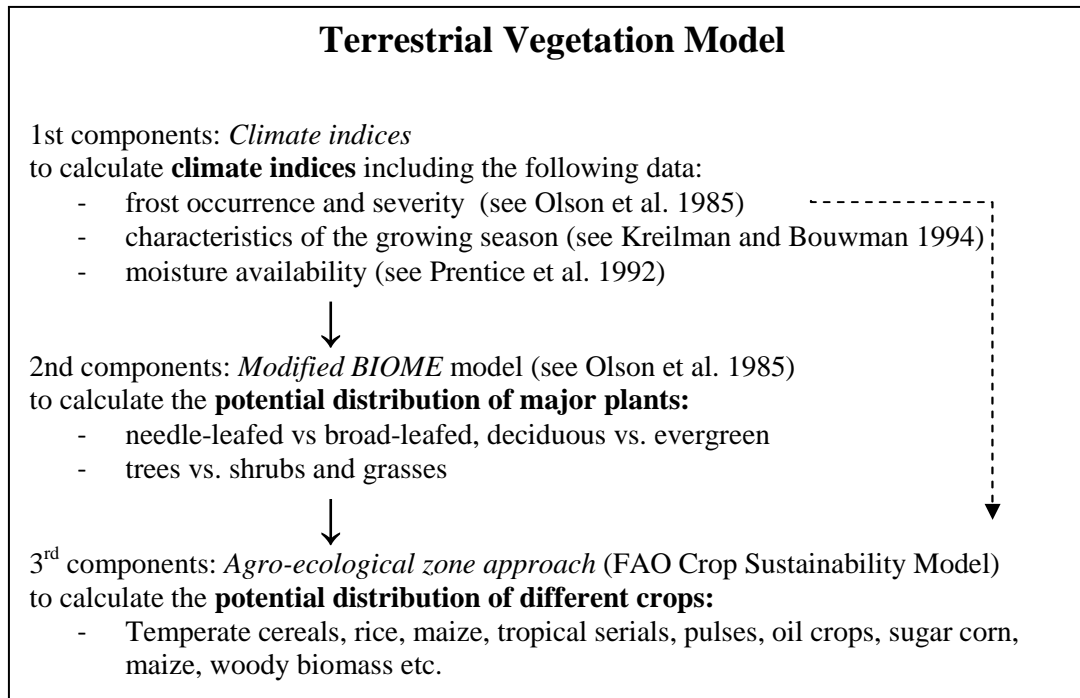 Terrestrial Vegetation Model
1st components: Climate indices
to calculate climate indices including the following data:
- frost occurrence and severity (see Olson et al. 1985)
- characteristics of the growing season (see Kreilman and Bouwman 1994)
- moisture availability (see Prentice et al. 1992)
2nd components: Modified BIOME model (see Olson et al. 1985)
to calculate the potential distribution of major plants:
- needle-leafed vs broad-leafed, deciduous vs. evergreen
- trees vs. shrubs and grasses
3rd components: Agro-ecological zone approach (FAO Crop Sustainability Model)
to calculate the potential distribution of different crops:
- Temperate cereals, rice, maize, tropical serials, pulses, oil crops, sugar corn,
maize, woody biomass etc.